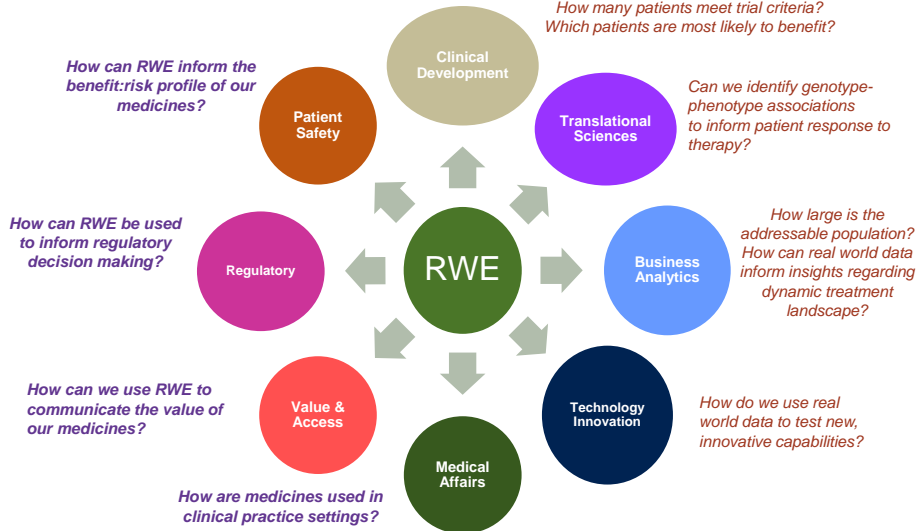 How many patients meet trial criteria?
Which patients are most likely to benefit?
Clinical
Development
How can RWE inform the
benefit:risk profile of our
medicines?
Patient
Safety
Translational
Sciences
Can we identify genotype-
phenotype associations
to inform patient response to
therapy?
How can RWE be used
to inform regulatory
decision making?
Regulatory
RWE
Business
Analytics
How large is the
addressable population?
How can real world data
inform insights regarding
dynamic treatment
landscape?
How can we use RWE to
communicate the value of
our medicines?
Value &
Access
Technology
Innovation
How do we use real
world data to test new,
innovative capabilities?
Medical
Affairs
How are medicines used in
clinical practice settings?